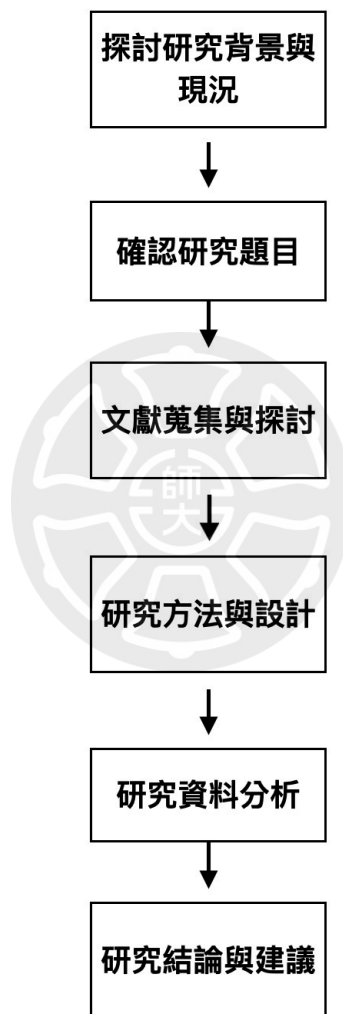 探討研究背景與
現況
確認研究題目
文獻蒐集與探討
師大
研究方法與設計
研究資料分析
研究結論與建議